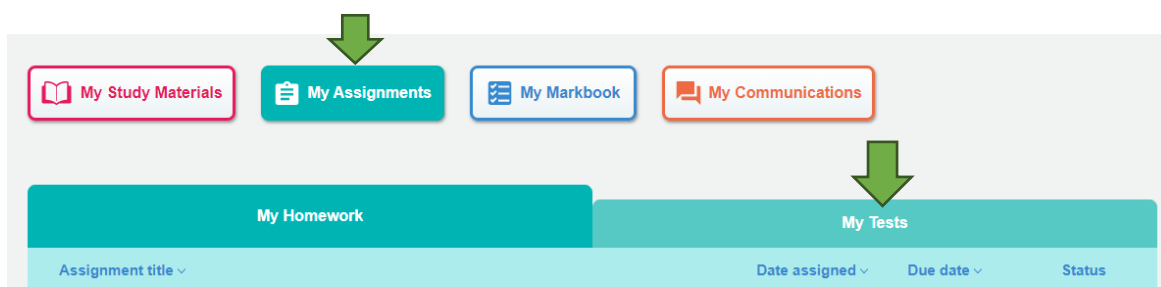 My Study Materials My Assignments My Markbook My Communications
My Homework My Tests
Assignment title Date assigned Due date Status